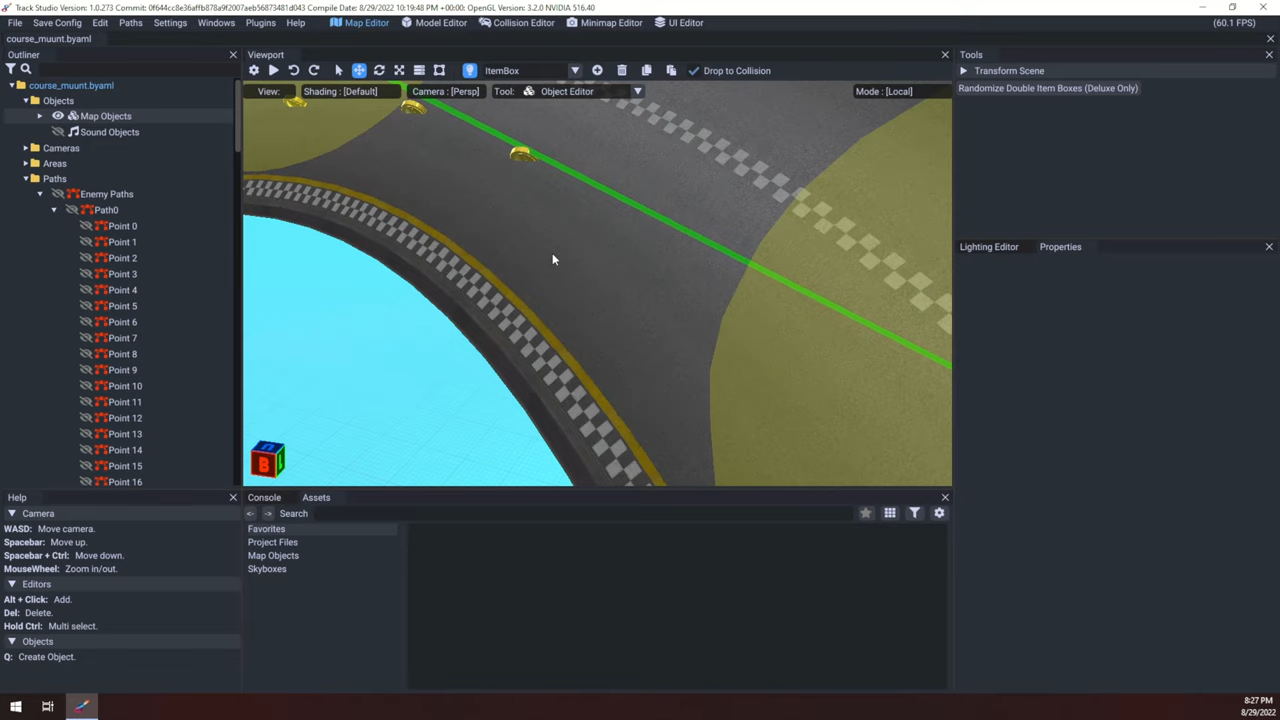 Track Studio: Version: 1.0.273 Commit: 0f644cc8e36affb878a9f2007aeb56873481d043 Compile Date: 8/29/2022 10:19:48 PM +00:00: OpenGL Version: 3.2.0 NVIDIA 516.40
File Save Config Edit Paths Settings Windows Plugins Help Map Editor Model Editor Collision Editor Minimap Editor UI Editor (60.1 FPS)
course_muunt.byaml
Outliner
course_muunt.byaml
Objects
Map Objects
Sound Objects
Cameras
Areas
Paths
Enemy Paths
Path0
Point 0
Point 1
Point 2
Point 3
Point 4
Point 5
Point 6
Point 7
Point 8
Point 9
Point 10
Point 11
Point 12
Point 13
Point 14
Point 15
Point 16
Viewport
ItemBox Drop to Collision
View: Shading : [Default] Camera : [Persp] Tool: Object Editor Mode : [Local]
B
Tools
Transform Scene
Randomize Double Item Boxes (Deluxe Only)
Lighting Editor Properties
Help
Camera
WASD: Move camera.
Spacebar: Move up.
Spacebar + Ctrl: Move down.
MouseWheel: Zoom in/out.
Editors
Alt + Click: Add.
Del: Delete.
Hold Ctrl: Multi select.
Objects
Q: Create Object.
Console Assets
<- -> Search
Favorites
Project Files
Map Objects
Skyboxes
8:27 PM
8/29/2022